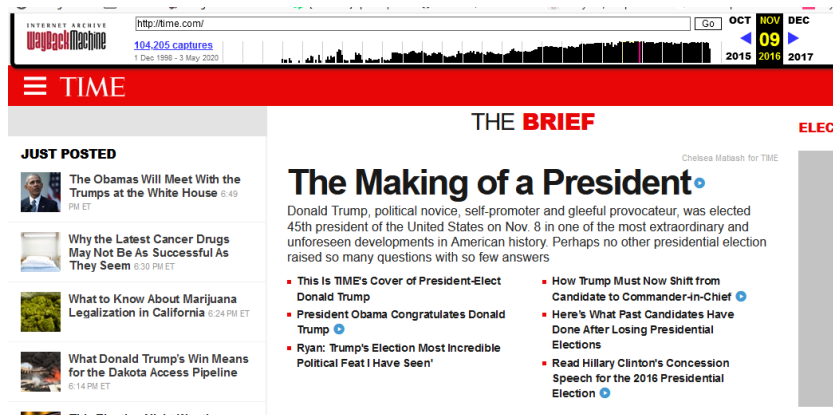 INTERNET ARCHIVE
WayBackMachine
http://time.com/
Go
OCT NOV DEC
104,205 captures
09
1 Dec 1998 - 3 May 2020
2015 2016 2017
TIME
THE BRIEF
ELEC
JUST POSTED
Chelsea Matiash for TIME
The Obamas Will Meet With the
Trumps at the White House 6:49
PM ET
Why the Latest Cancer Drugs
May Not Be As Successful As
They Seem 6:30 PM ET
What to Know About Marijuana
Legalization in California 6:24 PM ET
What Donald Trump's Win Means
for the Dakota Access Pipeline
6:14 PM ET
The Making of a President
Donald Trump, political novice, self-promoter and gleeful provocateur, was elected
45th president of the United States on Nov. 8 in one of the most extraordinary and
unforeseen developments in American history. Perhaps no other presidential election
raised so many questions with so few answers
This Is TIME's Cover of President-Elect
Donald Trump
President Obama Congratulates Donald
Trump
Ryan: Trump's Election Most Incredible
Political Feat I Have Seen'
How Trump Must Now Shift from
Candidate to Commander-in-Chief
Here's What Past Candidates Have
Done After Losing Presidential
Elections
Read Hillary Clinton's Concession
Speech for the 2016 Presidential
Election